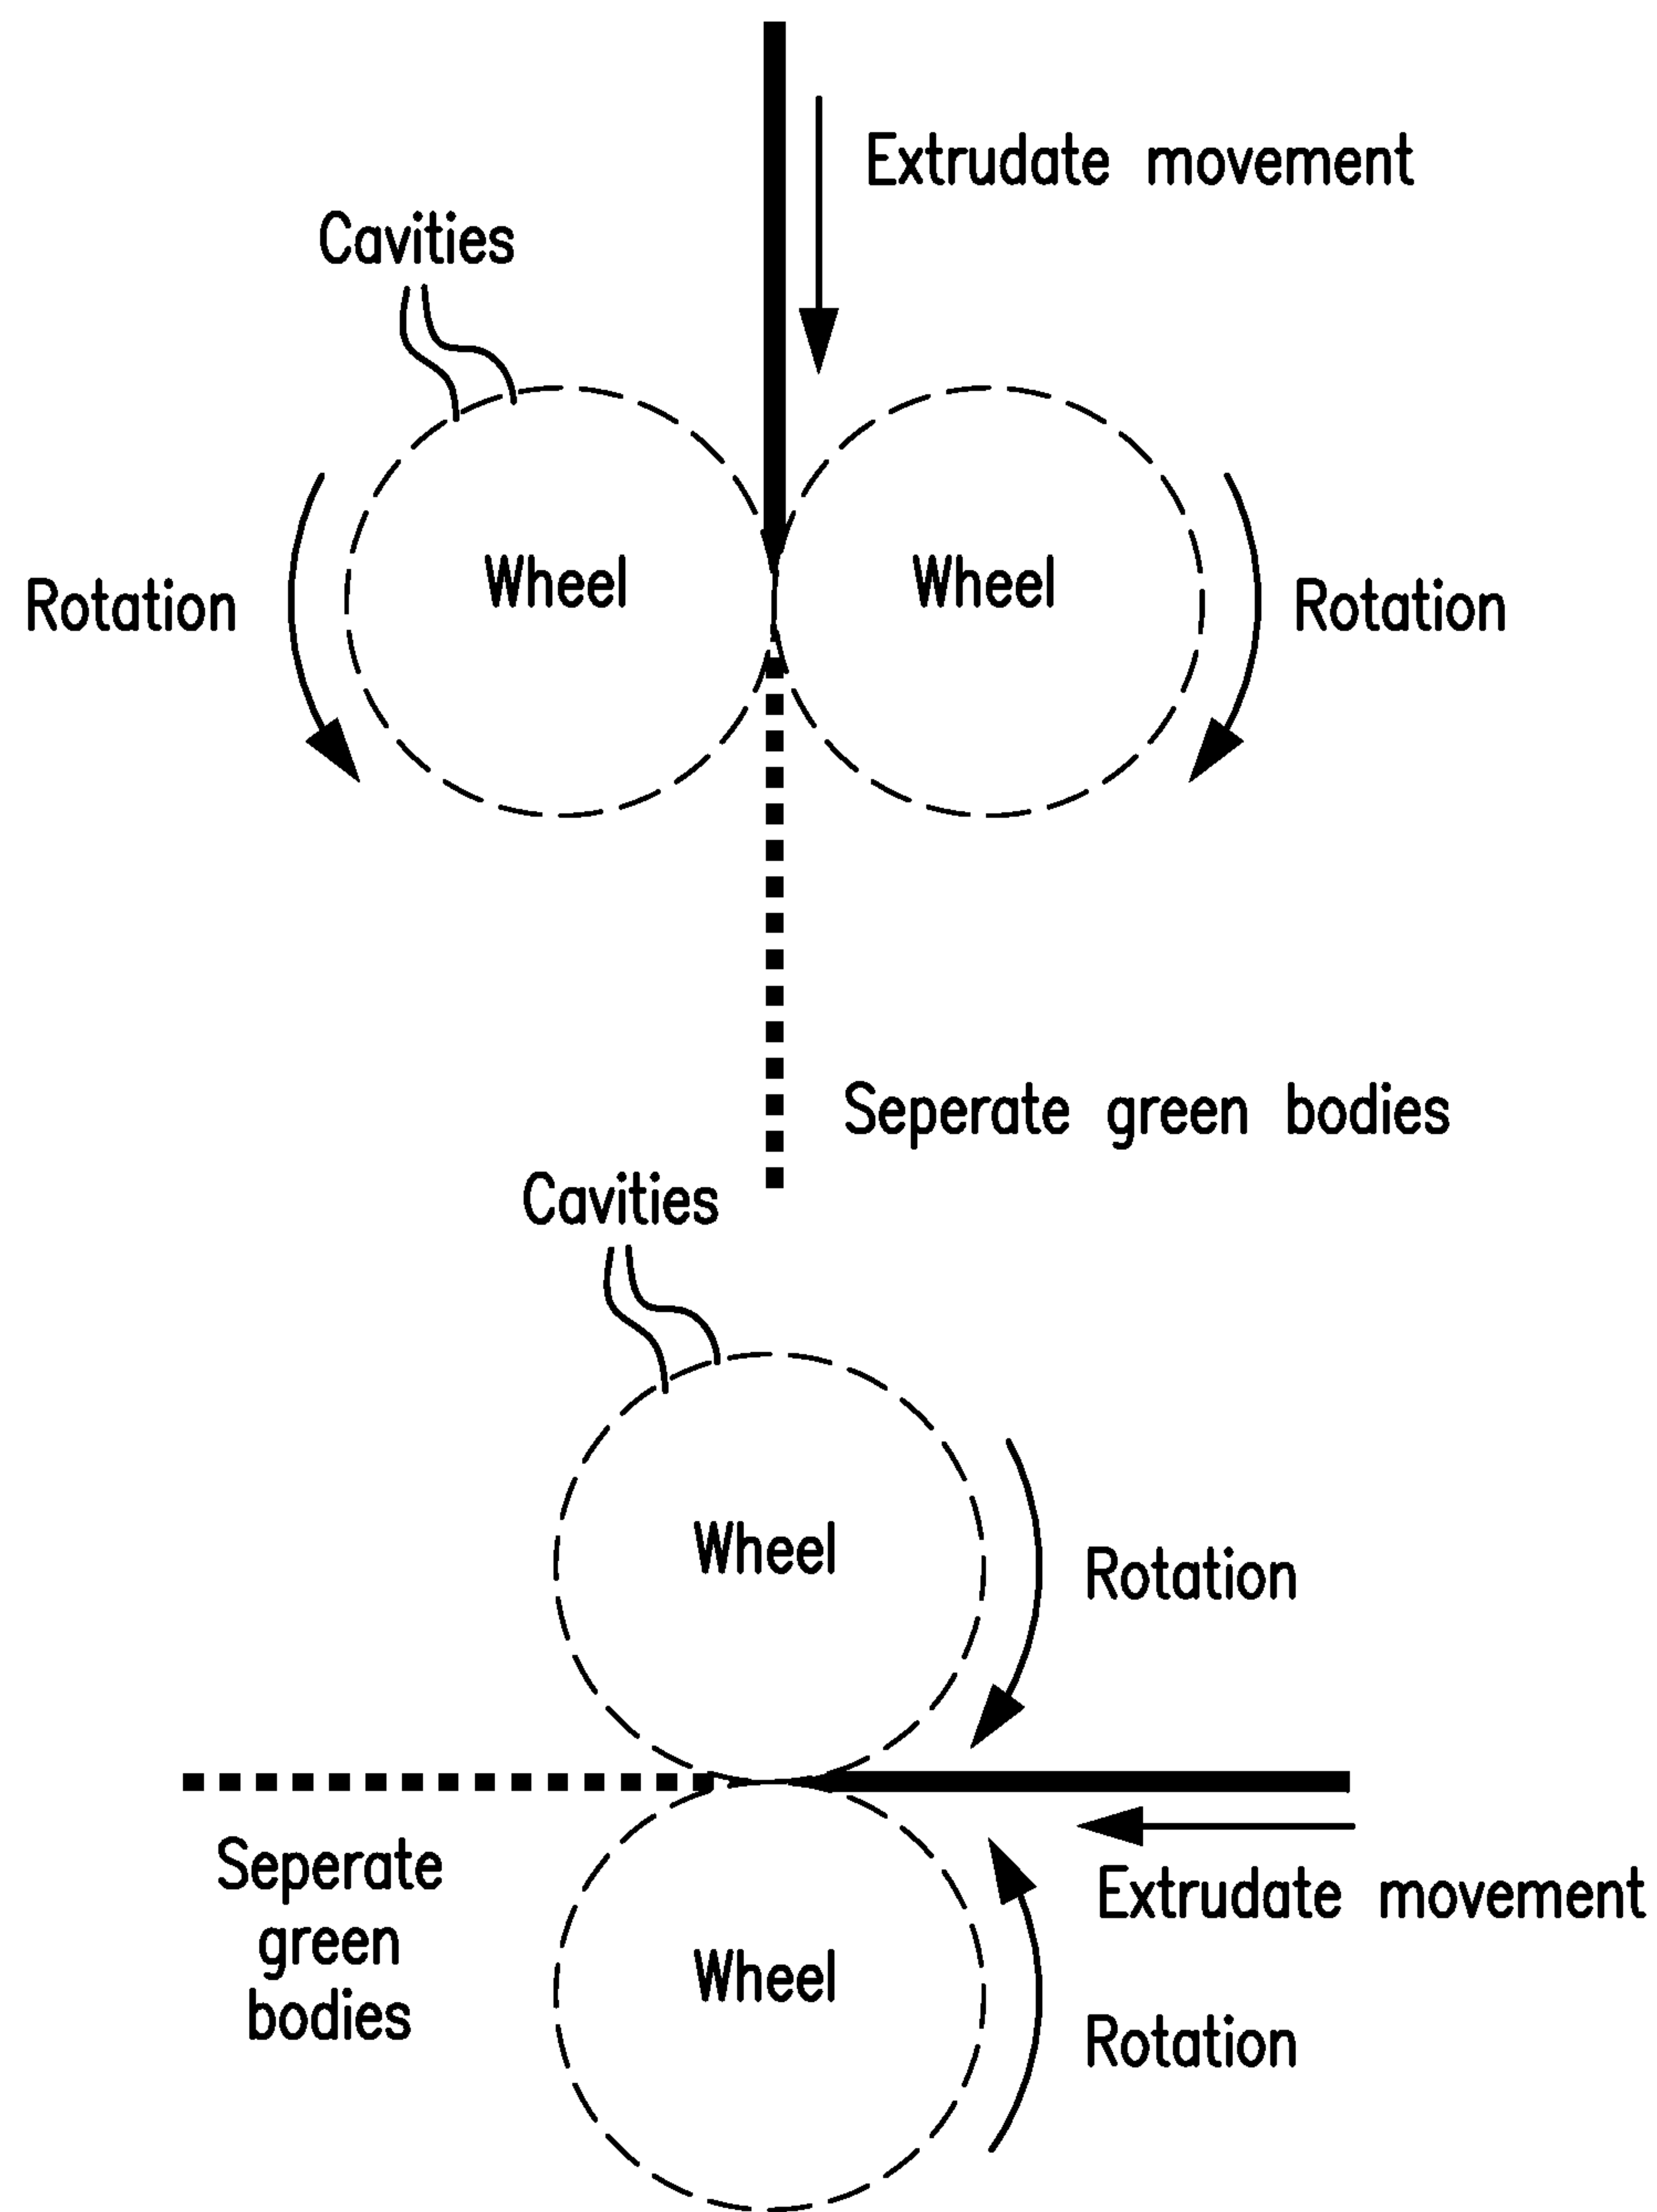 Extrudate movement
Cavities
Wheel
Wheel
Rotation
Rotation
Seperate green bodies
Cavities
Wheel
Rotation
Seperate
green
bodies
Extrudate movement
Wheel
Rotation